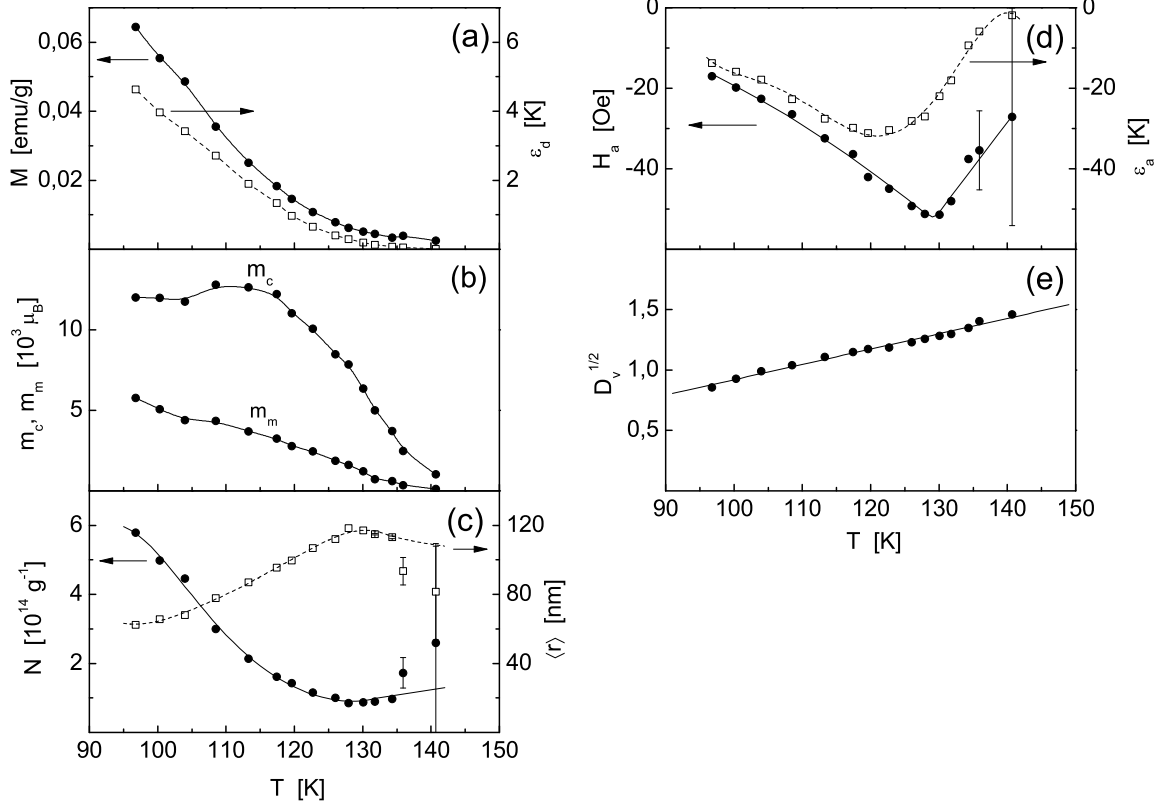 (a)
0,06
0,04
0,02
M [emu/g]
6
4
2
ε_d [K]
(b)
m_c
m_m
10
5
m_c, m_m [10^3 μ_B]
(c)
6
4
2
N [10^14 g^-1]
120
80
40
⟨r⟩ [nm]
90 100 110 120 130 140 150
T [K]
(d)
0
-20
-40
H_a [Oe]
0
-20
-40
ε_a [K]
(e)
1,5
1,0
0,5
D_v^1/2
90 100 110 120 130 140 150
T [K]